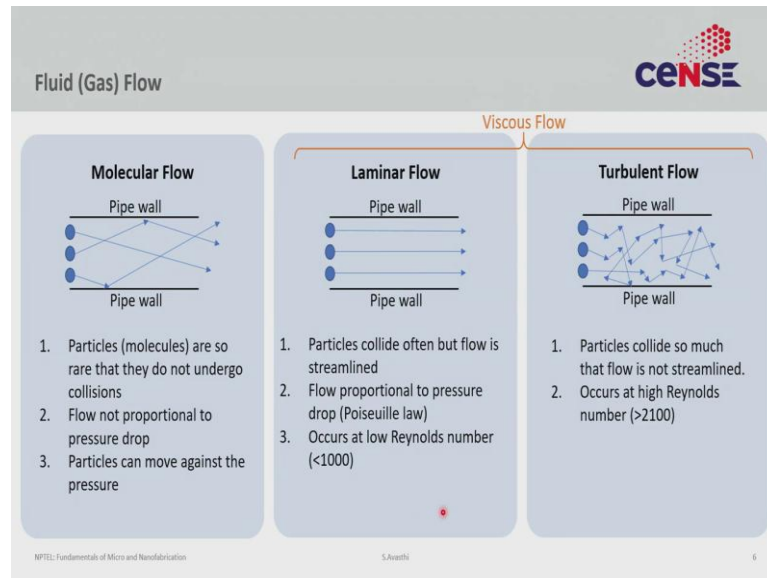 Fluid (Gas) Flow
CeNSE
Viscous Flow
Molecular Flow
Pipe wall
Pipe wall
1. Particles (molecules) are so
rare that they do not undergo
collisions
2. Flow not proportional to
pressure drop
3. Particles can move against the
pressure
Laminar Flow
Pipe wall
Pipe wall
1. Particles collide often but flow is
streamlined
2. Flow proportional to pressure
drop (Poiseuille law)
3. Occurs at low Reynolds number
(<1000)
Turbulent Flow
Pipe wall
Pipe wall
1. Particles collide so much
that flow is not streamlined.
2. Occurs at high Reynolds
number (>2100)
NPTEL: Fundamentals of Micro and Nanofabrication
S.Avasthi
6